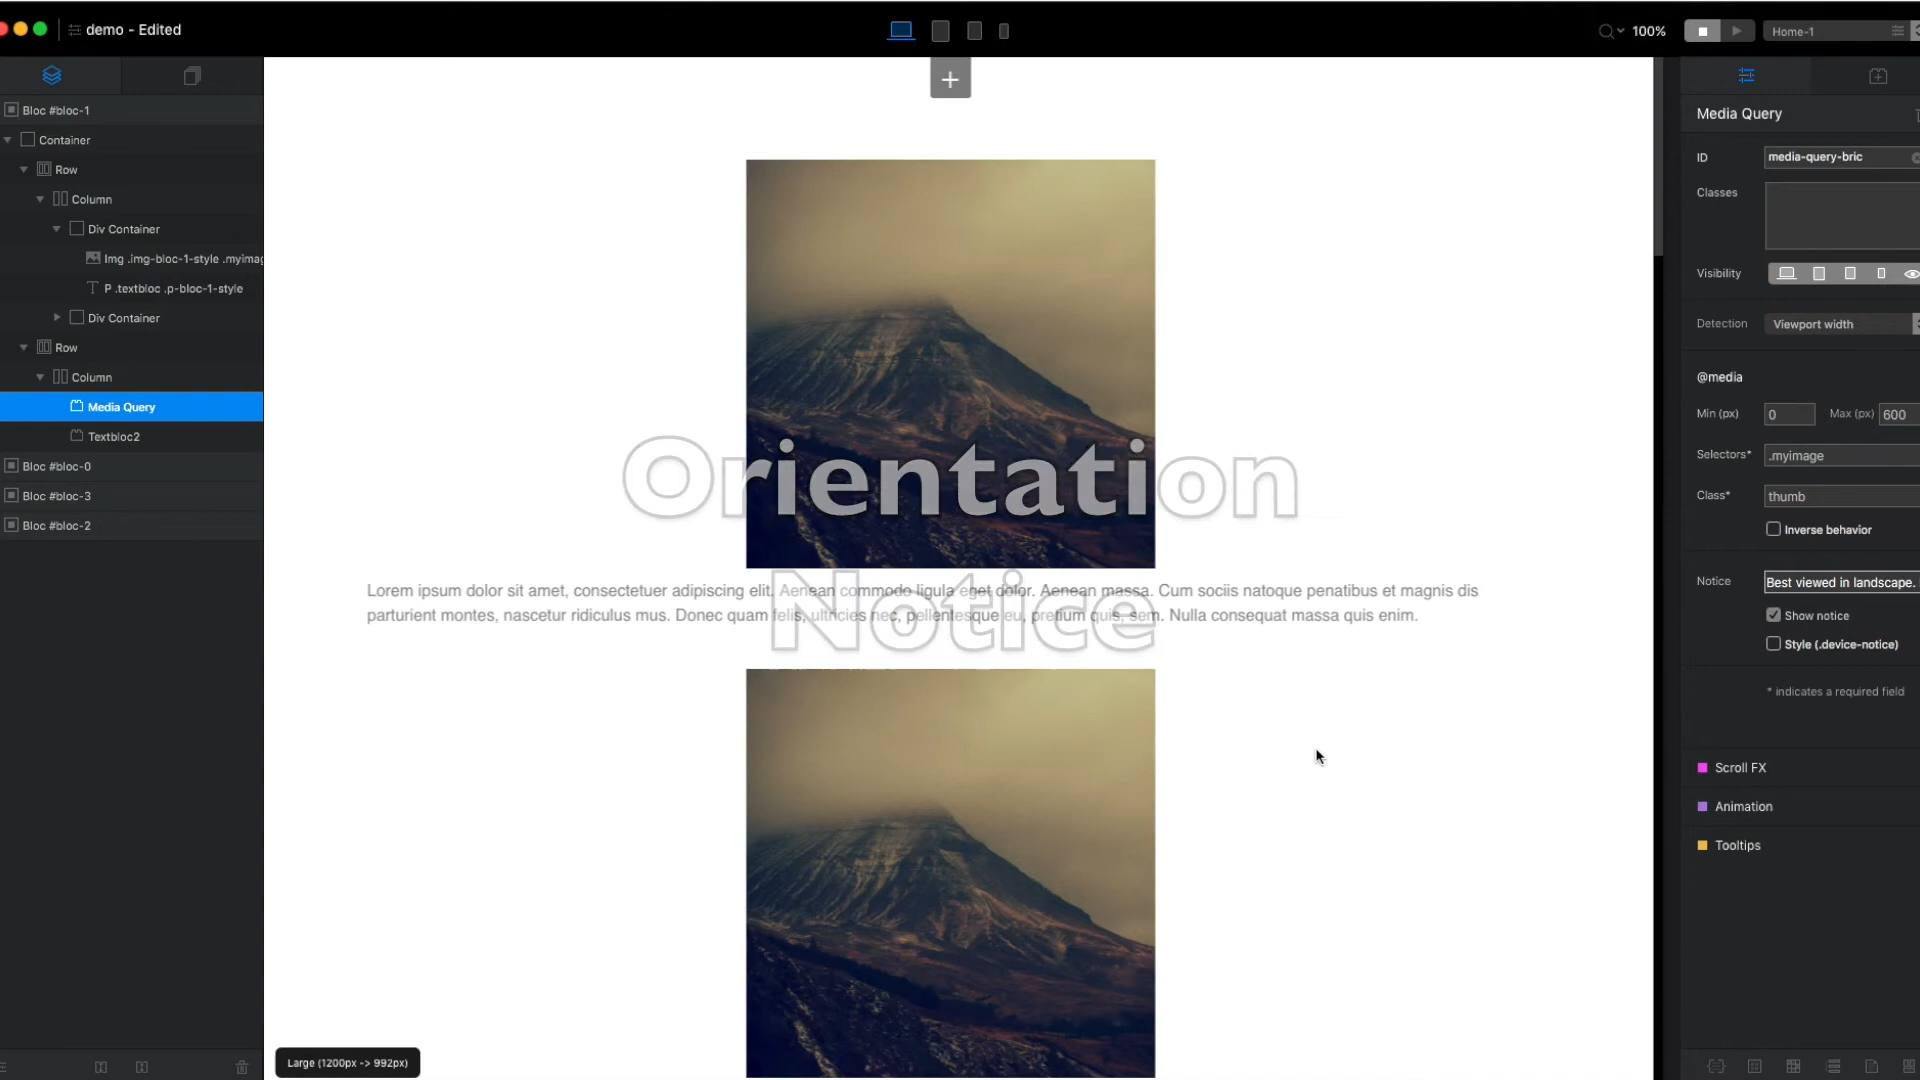 demo - Edited
100%
Home-1
Bloc #bloc-1
Container
Row
Column
Div Container
Img .img-bloc-1-style .myimag
P .textbloc .p-bloc-1-style
Div Container
Row
Column
Media Query
Textbloc2
Bloc #bloc-0
Bloc #bloc-3
Bloc #bloc-2
Orientation
Notice
Lorem ipsum dolor sit amet, consectetuer adipiscing elit. Aenean commodo ligula eget dolor. Aenean massa. Cum sociis natoque penatibus et magnis dis
parturient montes, nascetur ridiculus mus. Donec quam felis, ultricies nec, pellentesque eu, pretium quis, sem. Nulla consequat massa quis enim.
Large (1200px -> 992px)
Media Query
ID media-query-bric
Classes
Visibility
Detection Viewport width
@media
Min (px) 0 Max (px) 600
Selectors* .myimage
Class* thumb
Inverse behavior
Notice Best viewed in landscape.
Show notice
Style (.device-notice)
* indicates a required field
Scroll FX
Animation
Tooltips